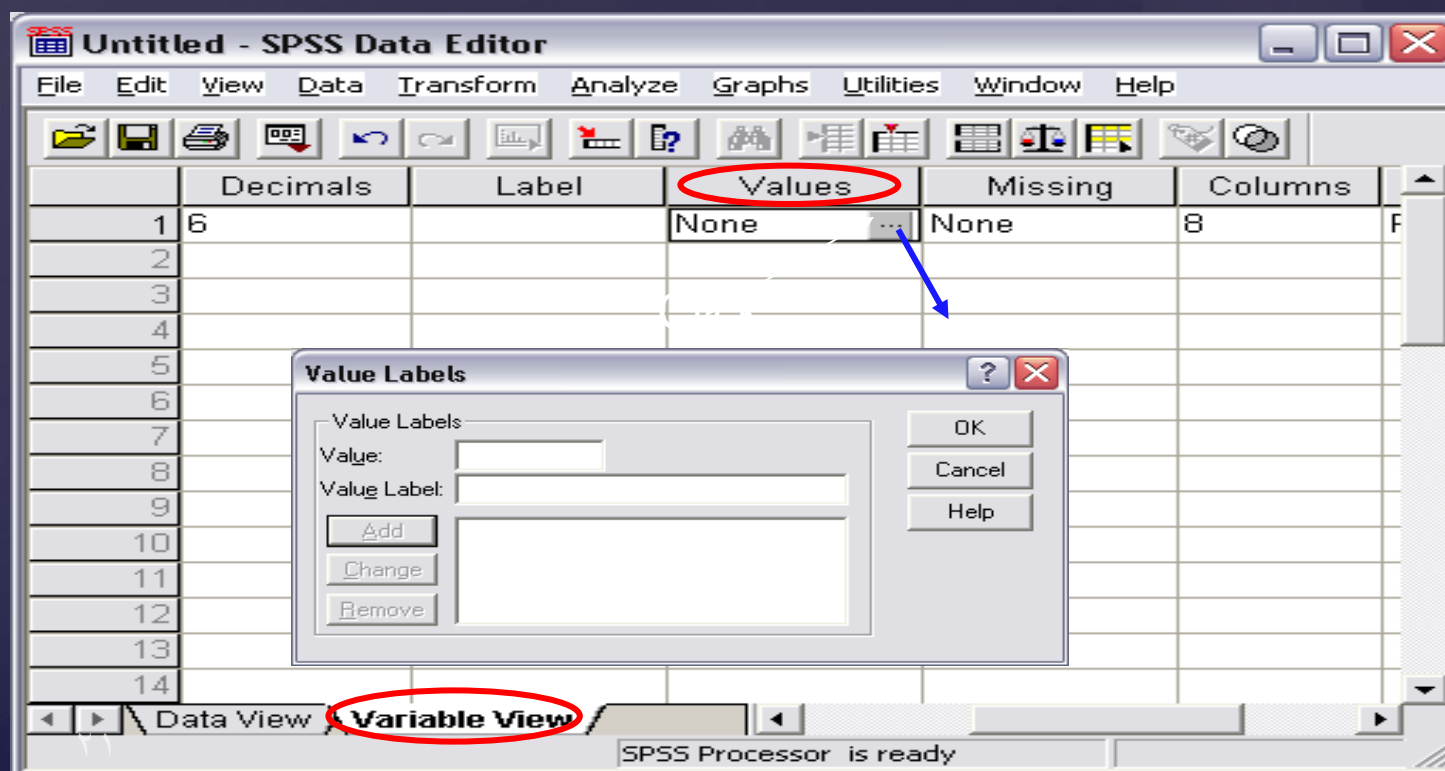 SPSS
Untitled - SPSS Data Editor
File Edit View Data Transform Analyze Graphs Utilities Window Help
Decimals Label Values Missing Columns
1 6 None ... None 8
2
3
4
5
6
7
8
9
10
11
12
13
14
Value Labels
Value Labels
Value:
Value Label:
Add
Change
Remove
OK
Cancel
Help
Data View Variable View
SPSS Processor is ready
۲۱